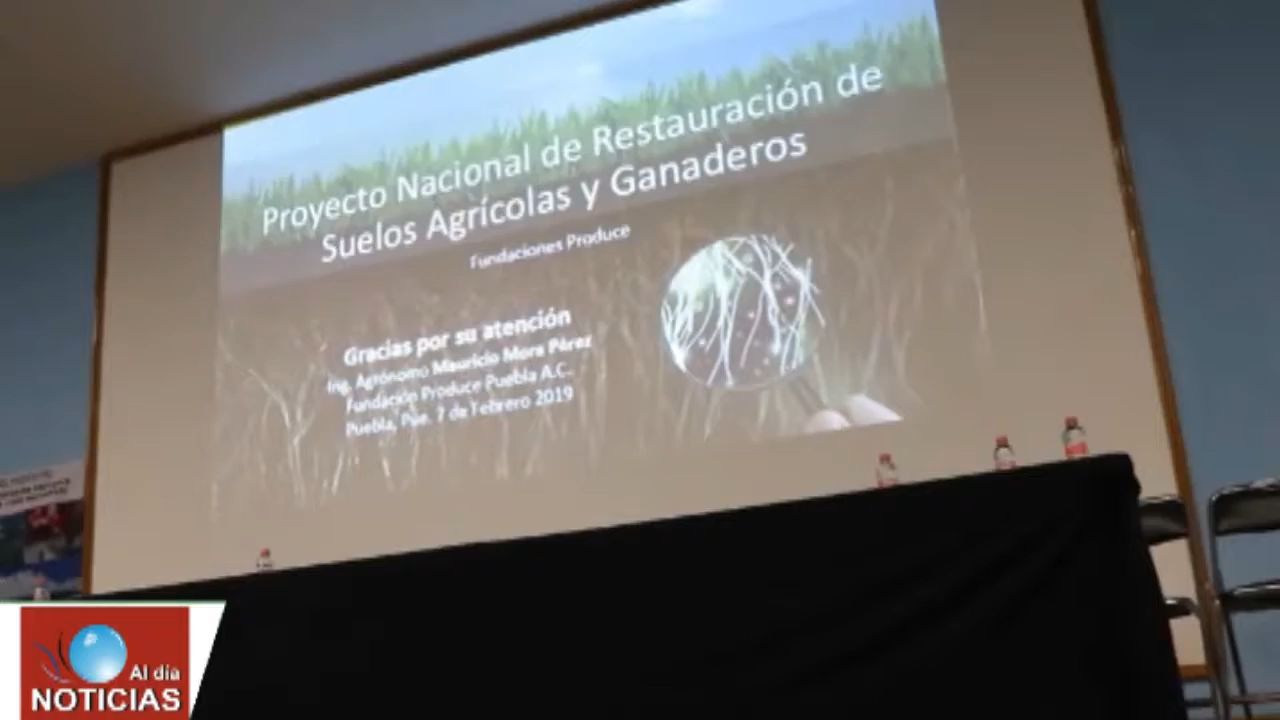 Proyecto Nacional de Restauración de
Suelos Agrícolas y Ganaderos
Fundaciones Produce
Gracias por su atención
Ing. Agrónomo Mauricio Mora Pérez
Fundación Produce Puebla A.C.
Puebla, Pue. 7 de Febrero 2019
Al día
NOTICIAS